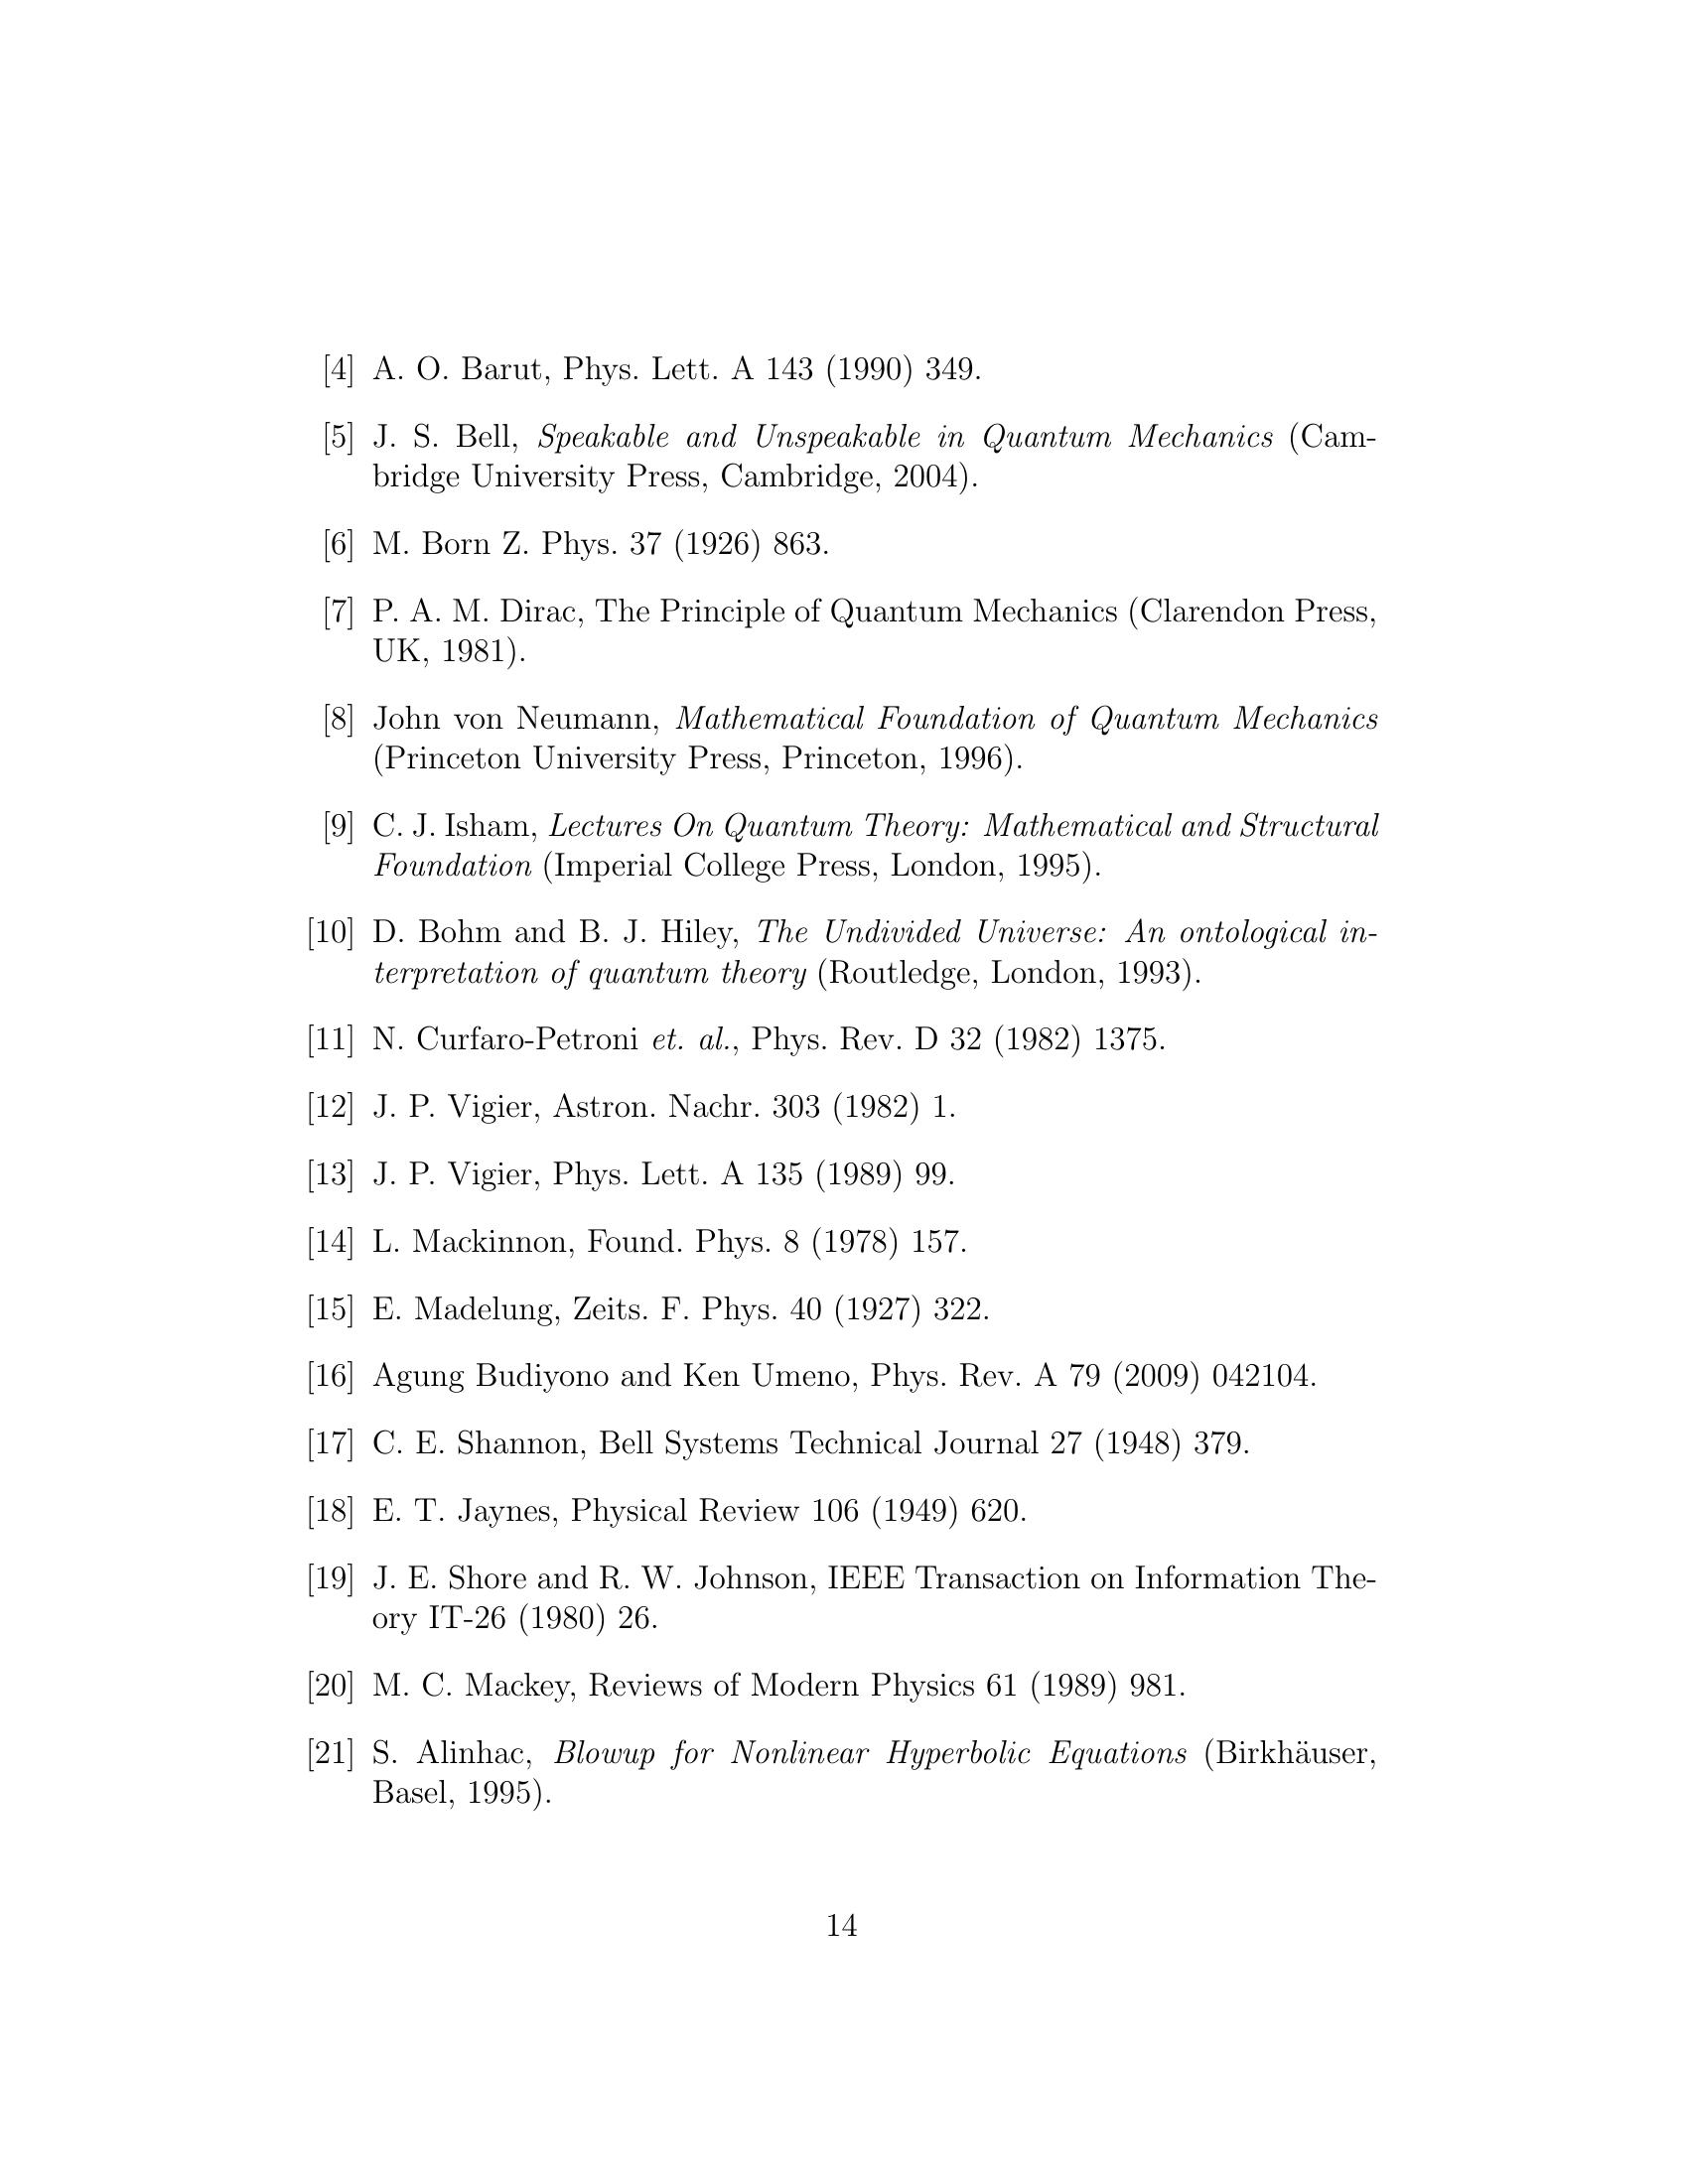 [4] A. O. Barut, Phys. Lett. A 143 (1990) 349.
[5] J. S. Bell, Speakable and Unspeakable in Quantum Mechanics (Cam-
bridge University Press, Cambridge, 2004).
[6] M. Born Z. Phys. 37 (1926) 863.
[7] P. A. M. Dirac, The Principle of Quantum Mechanics (Clarendon Press,
UK, 1981).
[8] John von Neumann, Mathematical Foundation of Quantum Mechanics
(Princeton University Press, Princeton, 1996).
[9] C. J. Isham, Lectures On Quantum Theory: Mathematical and Structural
Foundation (Imperial College Press, London, 1995).
[10] D. Bohm and B. J. Hiley, The Undivided Universe: An ontological in-
terpretation of quantum theory (Routledge, London, 1993).
[11] N. Curfaro-Petroni et. al., Phys. Rev. D 32 (1982) 1375.
[12] J. P. Vigier, Astron. Nachr. 303 (1982) 1.
[13] J. P. Vigier, Phys. Lett. A 135 (1989) 99.
[14] L. Mackinnon, Found. Phys. 8 (1978) 157.
[15] E. Madelung, Zeits. F. Phys. 40 (1927) 322.
[16] Agung Budiyono and Ken Umeno, Phys. Rev. A 79 (2009) 042104.
[17] C. E. Shannon, Bell Systems Technical Journal 27 (1948) 379.
[18] E. T. Jaynes, Physical Review 106 (1949) 620.
[19] J. E. Shore and R. W. Johnson, IEEE Transaction on Information The-
ory IT-26 (1980) 26.
[20] M. C. Mackey, Reviews of Modern Physics 61 (1989) 981.
[21] S. Alinhac, Blowup for Nonlinear Hyperbolic Equations (Birkhäuser,
Basel, 1995).
14